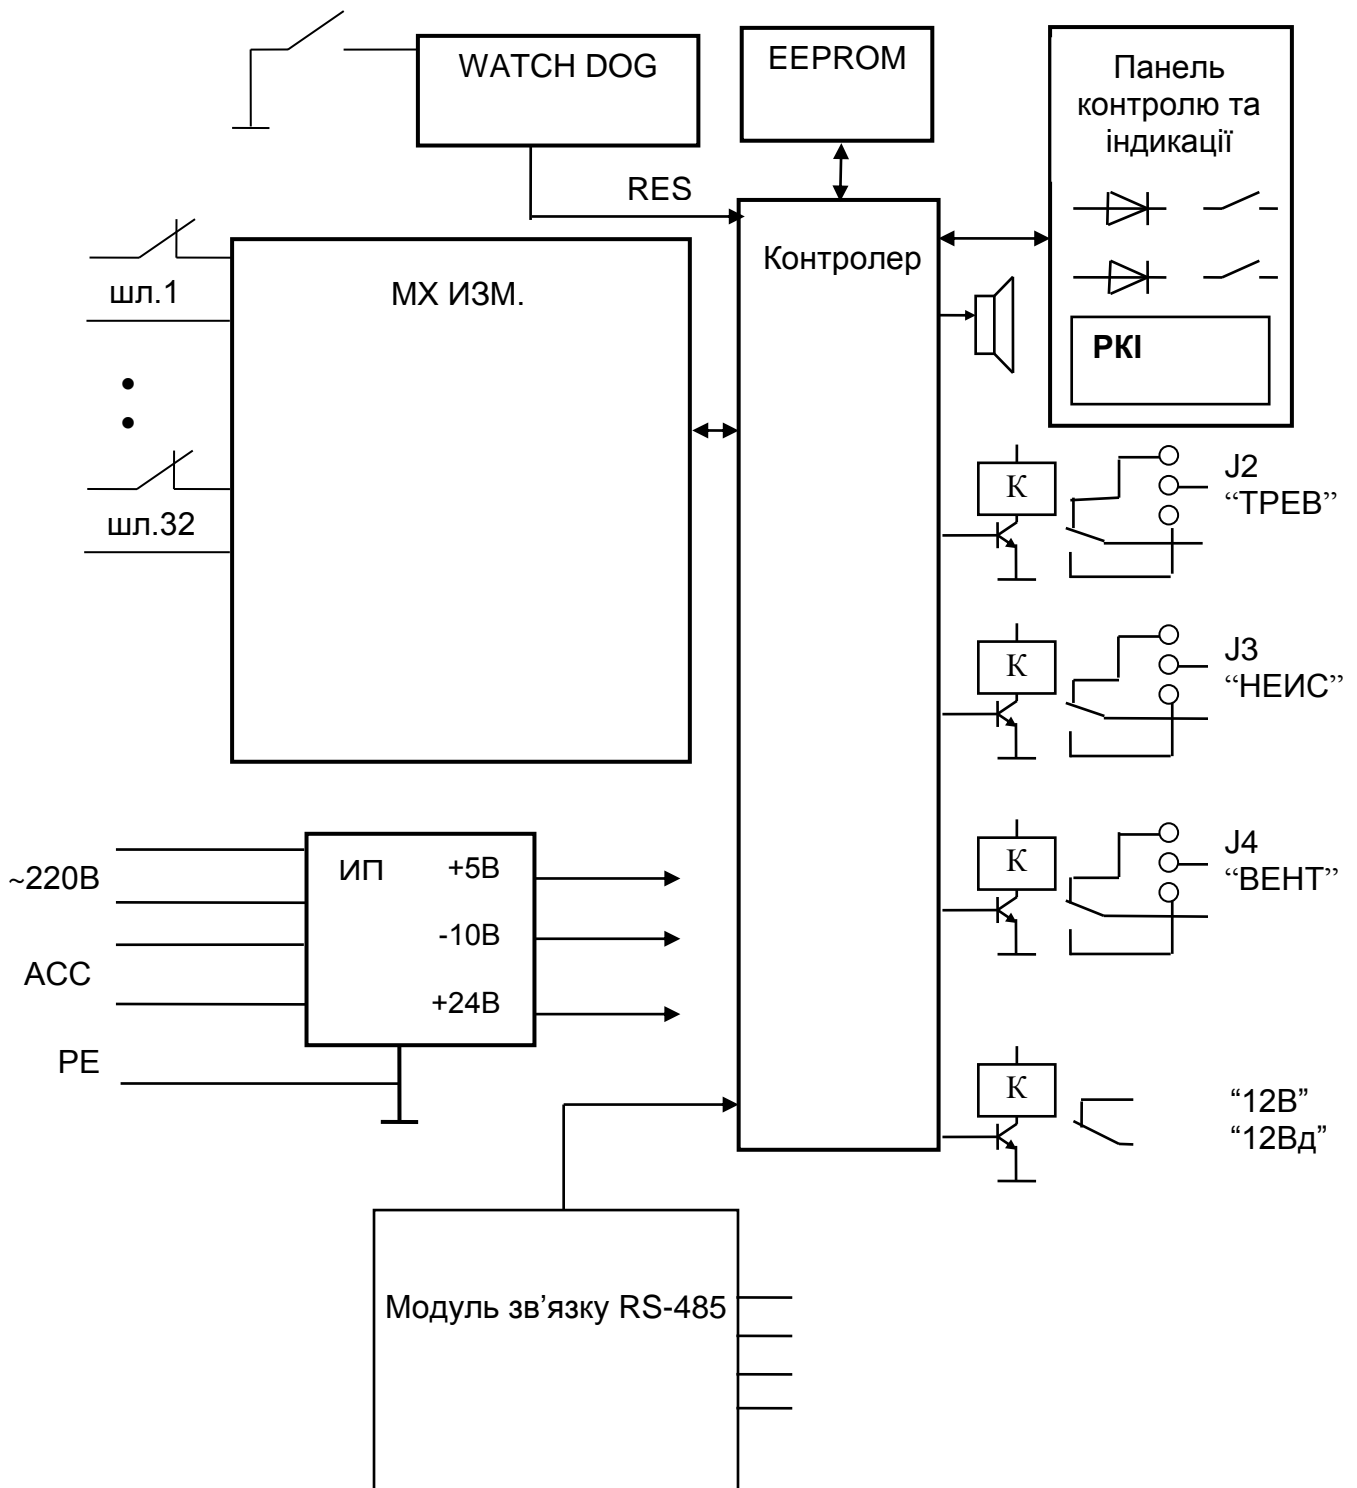 WATCH DOG
EEPROM
Панель
контролю та
індикації
RES
Контролер
шл.1
МХ ИЗМ.
РКІ
шл.32
К
J2
“ТРЕВ”
К
J3
“НЕИС”
К
J4
“ВЕНТ”
~220В
ИП
+5В
-10В
АСС
+24В
РЕ
К
“12В”
“12Вд”
Модуль зв’язку RS-485